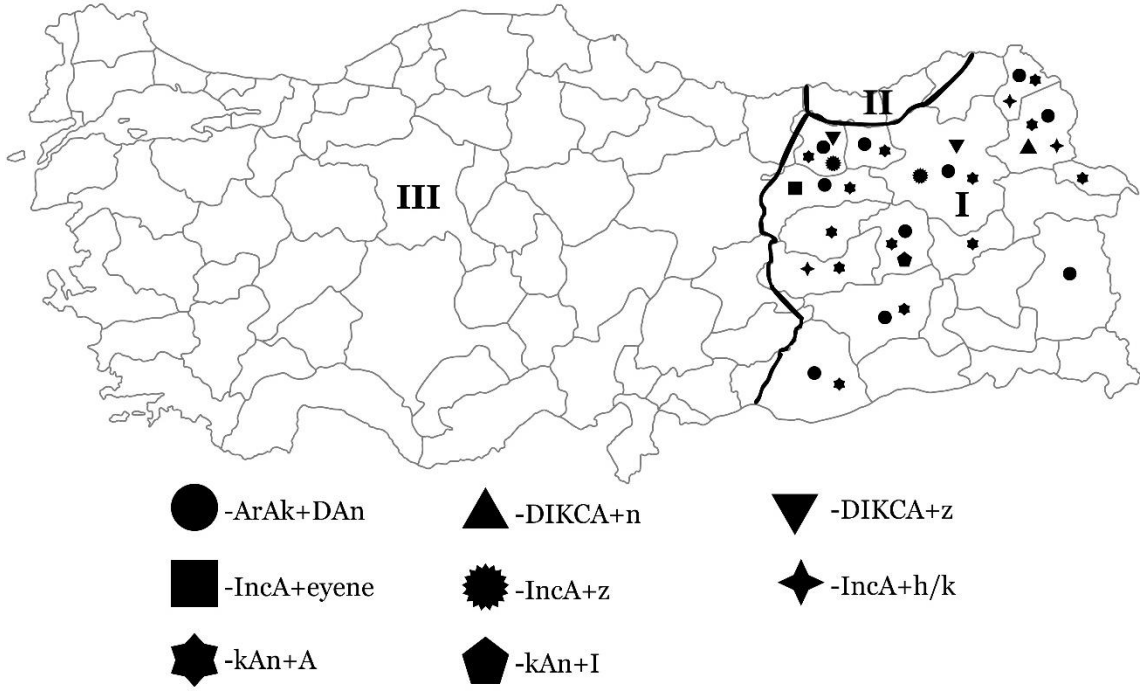 II
III
I
-ArAk+DAn
-DIKCA+n
-DIKCA+z
-IncA+eyene
-IncA+z
-IncA+h/k
-kAn+A
-kAn+I